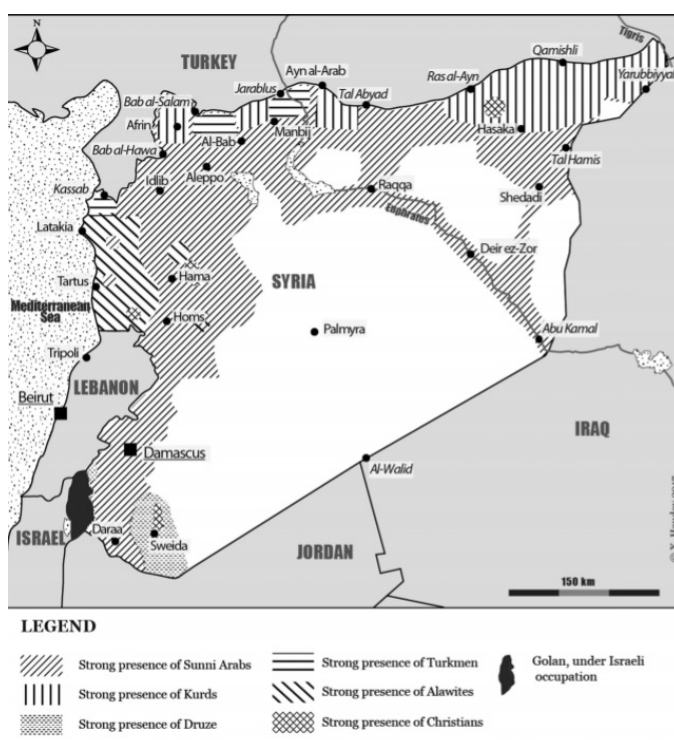 TURKEY
Tigris
Qamishli
Ayn al-Arab
Jarablus
Ras al-Ayn
Yarubbiyyah
Bab al-Salam
Tal Abyad
Afrin
Manbij
Hasaka
Al-Bab
Bab al-Hawa
Tal Hamis
Aleppo
Idlib
Raqqa
Kassab
Shedadi
Euphrates
Latakia
Deir ez-Zor
Hama
SYRIA
Tartus
Mediterranean
Sea
Homs
Palmyra
Abu Kamal
Tripoli
LEBANON
Beirut
IRAQ
Damascus
Al-Walid
Daraa
ISRAEL
Sweida
JORDAN
150 km
LEGEND
Strong presence of Sunni Arabs
Strong presence of Kurds
Strong presence of Druze
Strong presence of Turkmen
Strong presence of Alawites
Strong presence of Christians
Golan, under Israeli
occupation